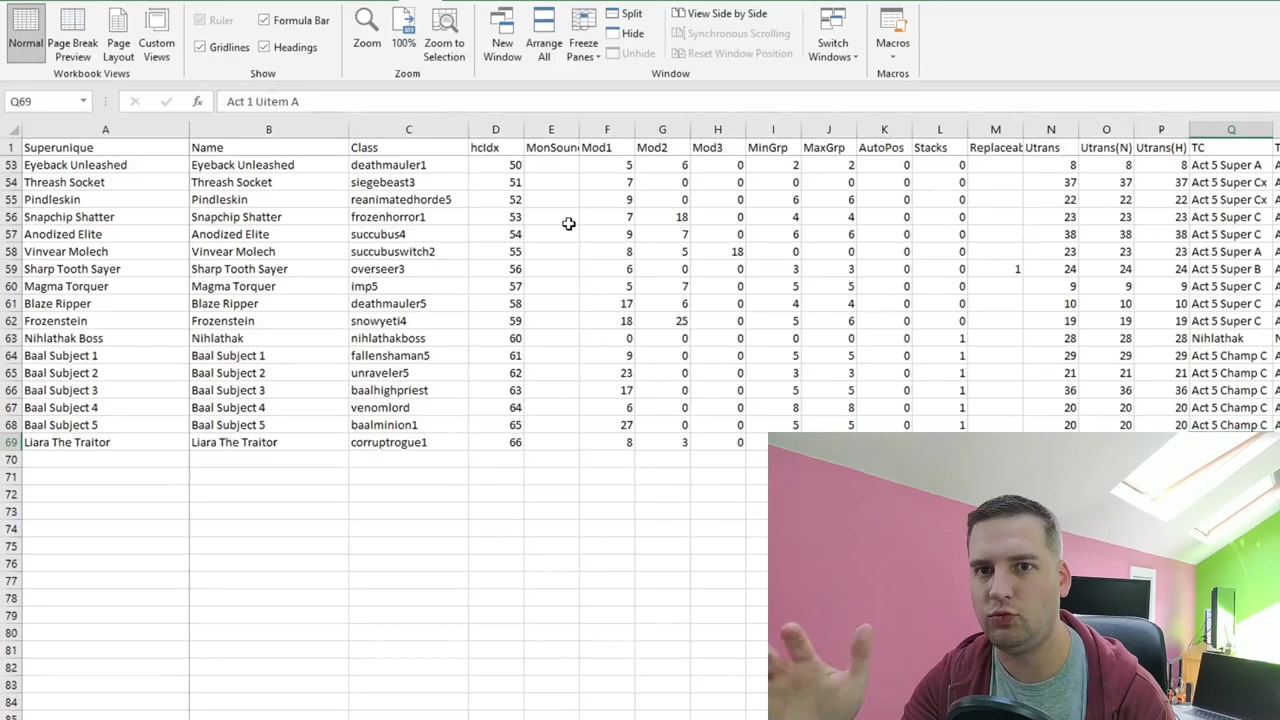 Normal Page Break Preview Page Layout Custom Views
Workbook Views
Ruler Formula Bar
Gridlines Headings
Show
Zoom 100% Zoom to Selection
Zoom
New Window Arrange All Freeze Panes
Split
Hide
Unhide
View Side by Side
Synchronous Scrolling
Reset Window Position
Window
Switch Windows
Macros
Macros
Q69 fx Act 1 Uitem A
A B C D E F G H I J K L M N O P Q
1 Superunique Name Class hcIdx MonSoun Mod1 Mod2 Mod3 MinGrp MaxGrp AutoPos Stacks Replaceab Utrans Utrans(N) Utrans(H) TC
53 Eyeback Unleashed Eyeback Unleashed deathmauler1 50 5 6 0 2 2 0 0 8 8 8 Act 5 Super A
54 Threash Socket Threash Socket siegebeast3 51 7 0 0 0 0 0 0 37 37 37 Act 5 Super Cx
55 Pindleskin Pindleskin reanimatedhorde5 52 9 0 0 6 6 0 0 22 22 22 Act 5 Super Cx
56 Snapchip Shatter Snapchip Shatter frozenhorror1 53 7 18 0 4 4 0 0 23 23 23 Act 5 Super C
57 Anodized Elite Anodized Elite succubus4 54 9 7 0 6 6 0 0 38 38 38 Act 5 Super C
58 Vinvear Molech Vinvear Molech succubuswitch2 55 8 5 18 0 0 0 0 23 23 23 Act 5 Super A
59 Sharp Tooth Sayer Sharp Tooth Sayer overseer3 56 6 0 0 3 3 0 0 1 24 24 24 Act 5 Super B
60 Magma Torquer Magma Torquer imp5 57 5 7 0 5 5 0 0 9 9 9 Act 5 Super C
61 Blaze Ripper Blaze Ripper deathmauler5 58 17 6 0 4 4 0 0 10 10 10 Act 5 Super C
62 Frozenstein Frozenstein snowyeti4 59 18 25 0 5 6 0 0 19 19 19 Act 5 Super C
63 Nihlathak Boss Nihlathak nihlathakboss 60 0 0 0 0 0 0 1 28 28 28 Nihlathak
64 Baal Subject 1 Baal Subject 1 fallenshaman5 61 9 0 0 5 5 0 1 29 29 29 Act 5 Champ C
65 Baal Subject 2 Baal Subject 2 unraveler5 62 23 0 0 3 3 0 1 21 21 21 Act 5 Champ C
66 Baal Subject 3 Baal Subject 3 baalhighpriest 63 17 0 0 5 5 0 1 36 36 36 Act 5 Champ C
67 Baal Subject 4 Baal Subject 4 venomlord 64 6 0 0 8 8 0 1 20 20 20 Act 5 Champ C
68 Baal Subject 5 Baal Subject 5 baalminion1 65 27 0 0 5 5 0 1 20 20 20 Act 5 Champ C
69 Liara The Traitor Liara The Traitor corruptrogue1 66 8 3 0
70
71
72
73
74
75
76
77
78
79
80
81
82
83
84